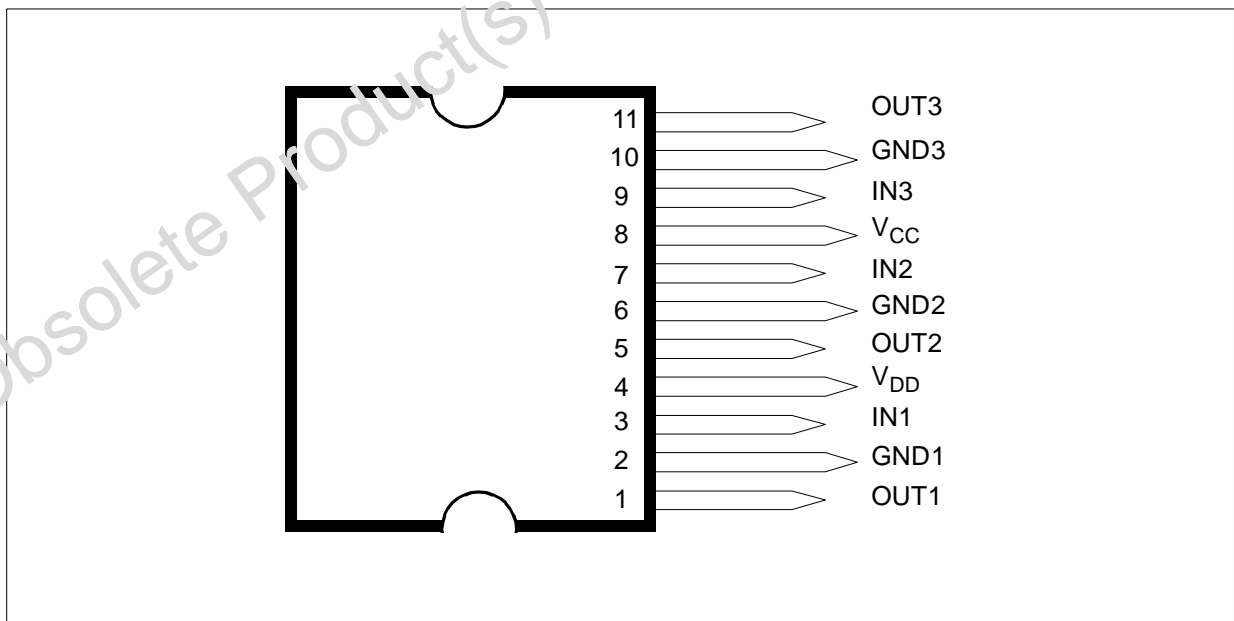 Obsolete Product(s)
11 OUT3
10 GND3
9 IN3
8 VCC
7 IN2
6 GND2
5 OUT2
4 VDD
3 IN1
2 GND1
1 OUT1